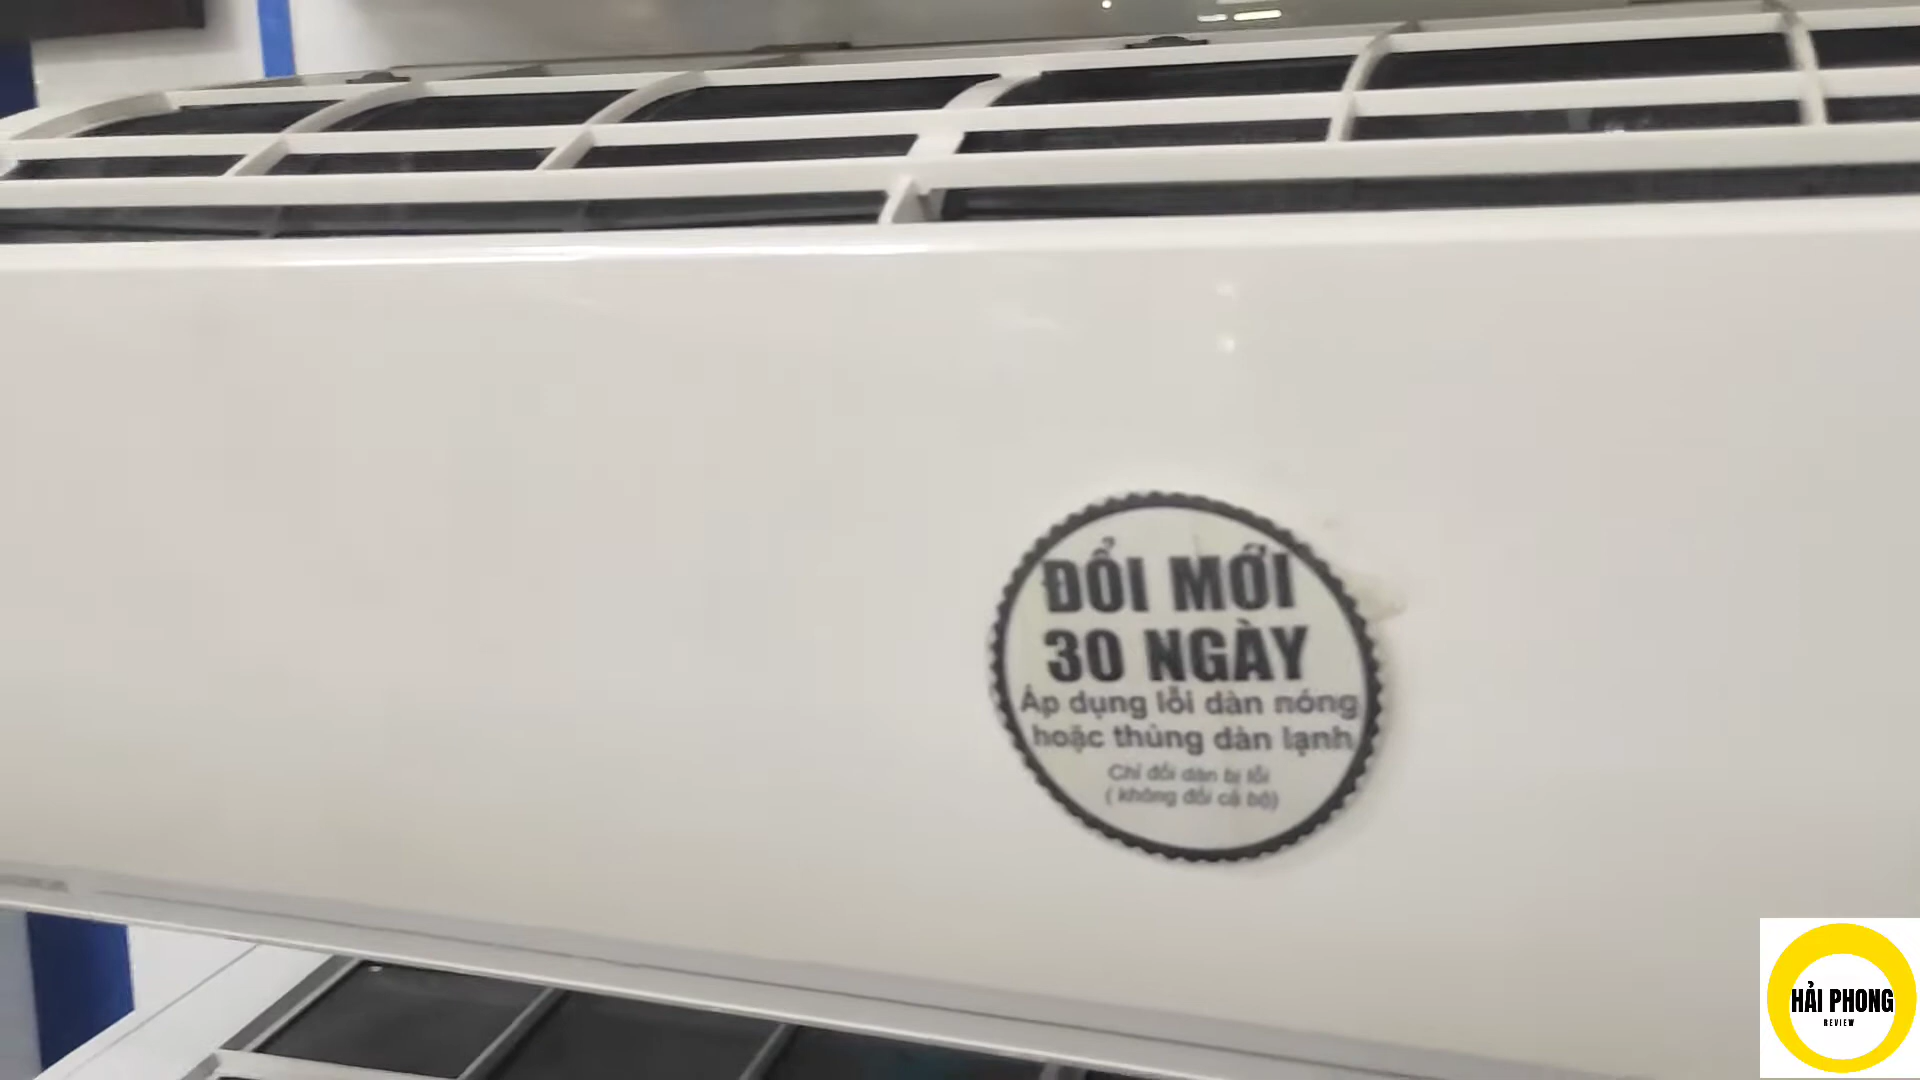 ĐỔI MỚI
30 NGÀY
Áp dụng lỗi dàn nóng
hoặc thùng dàn lạnh
Chỉ đổi dàn bị lỗi
( không đổi cả bộ)
HẢI PHONG
REVIEW